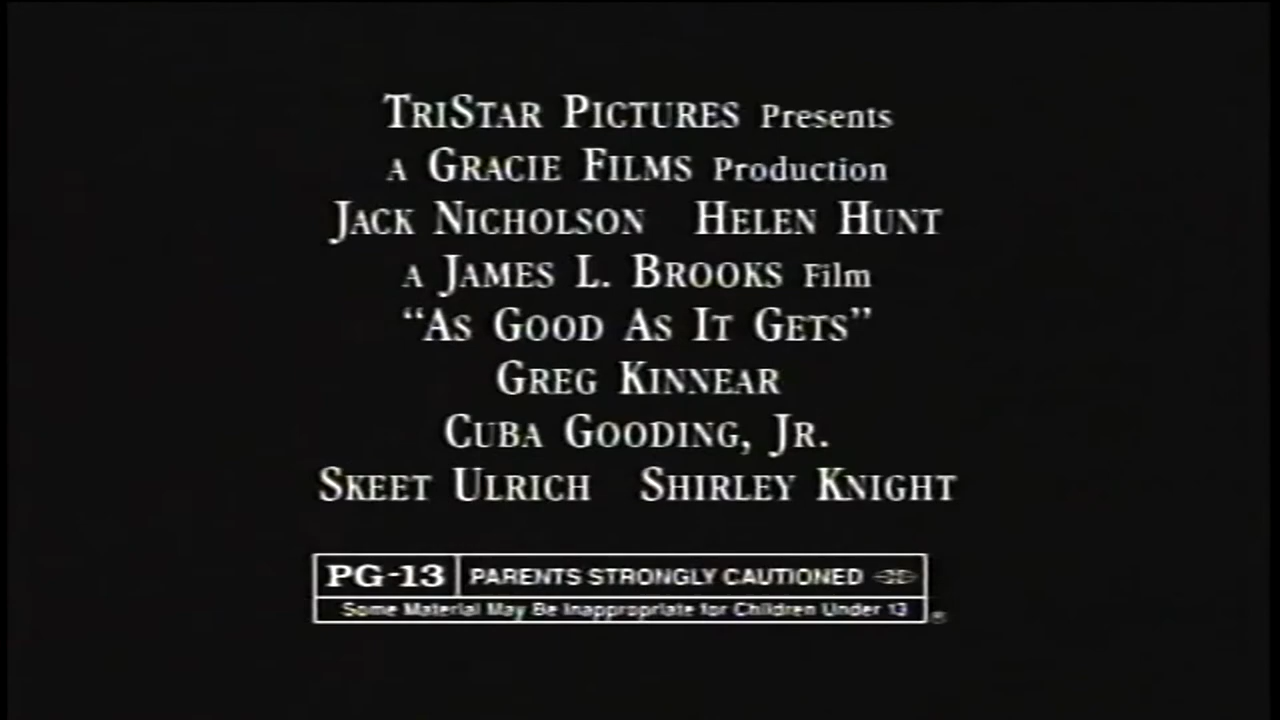 TRISTAR PICTURES Presents
A GRACIE FILMS Production
JACK NICHOLSON HELEN HUNT
A JAMES L. BROOKS Film
“AS GOOD AS IT GETS”
GREG KINNEAR
CUBA GOODING, JR.
SKEET ULRICH SHIRLEY KNIGHT
PG-13 PARENTS STRONGLY CAUTIONED
Some Material May Be Inappropriate for Children Under 13 ®